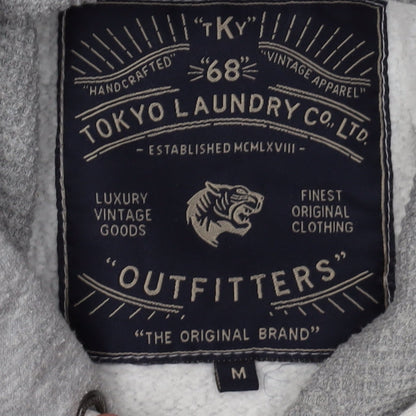 "TKY"
"HANDCRAFTED" "68" "VINTAGE APPAREL"
TOKYO LAUNDRY CO., LTD.
- ESTABLISHED MCMLXVIII -
LUXURY
VINTAGE
GOODS
FINEST
ORIGINAL
CLOTHING
"OUTFITTERS"
"THE ORIGINAL BRAND"
M